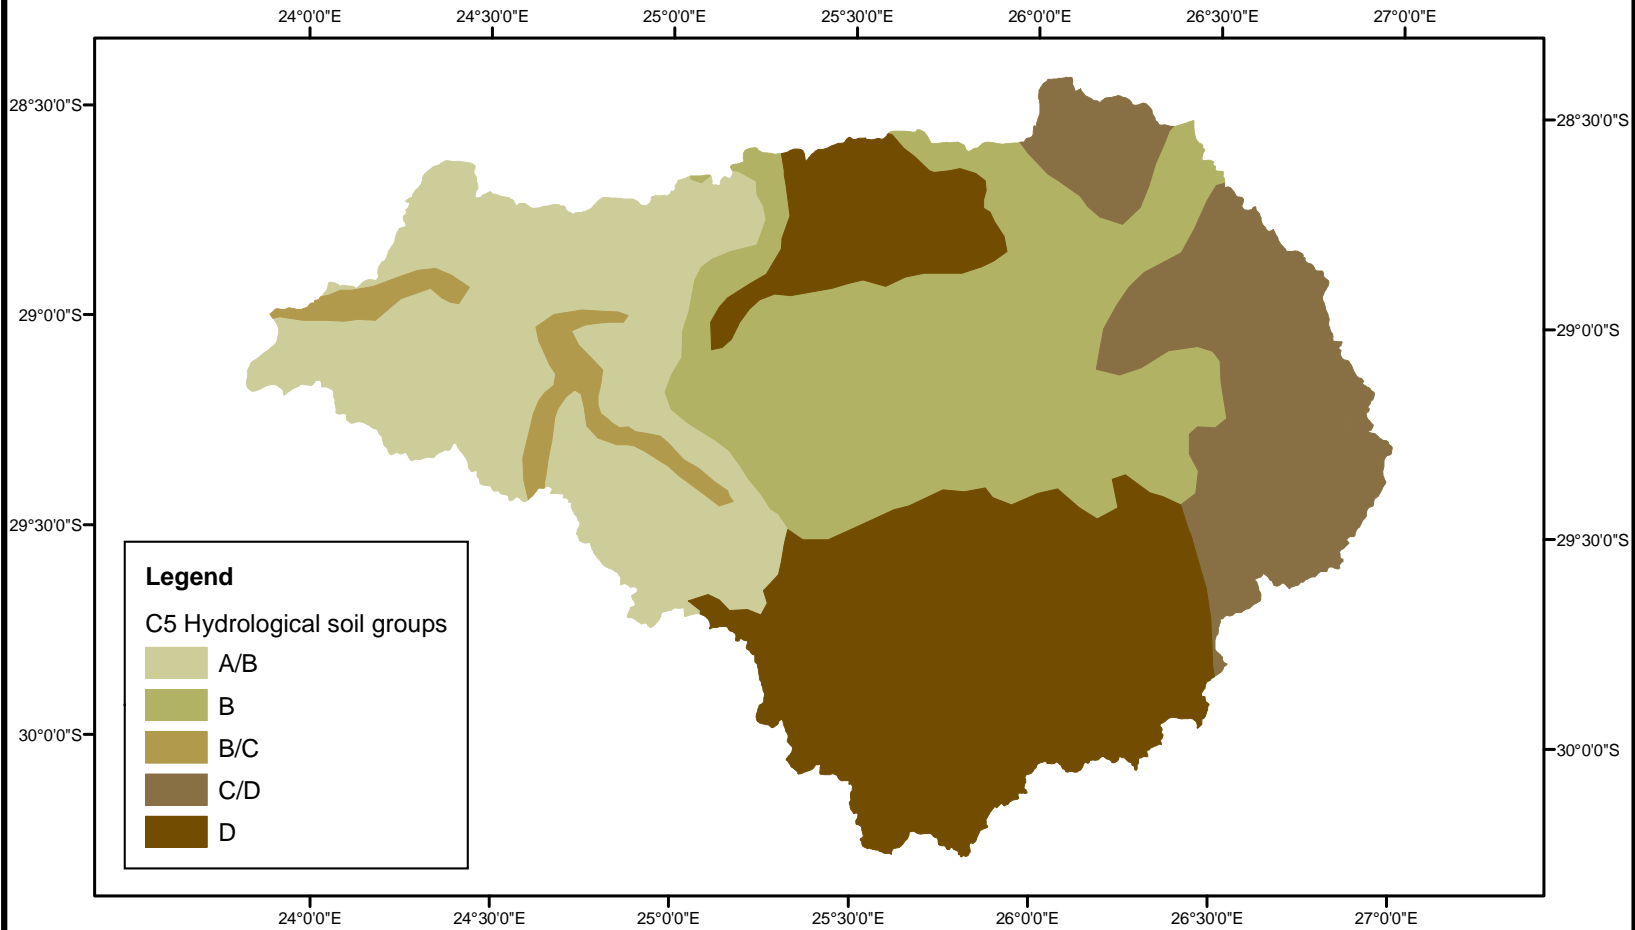 24°0'0"E 24°30'0"E 25°0'0"E 25°30'0"E 26°0'0"E 26°30'0"E 27°0'0"E
28°30'0"S 28°30'0"S
29°0'0"S 29°0'0"S
29°30'0"S 29°30'0"S
Legend
C5 Hydrological soil groups
A/B
B
30°0'0"S 30°0'0"S
B/C
C/D
D
24°0'0"E 24°30'0"E 25°0'0"E 25°30'0"E 26°0'0"E 26°30'0"E 27°0'0"E